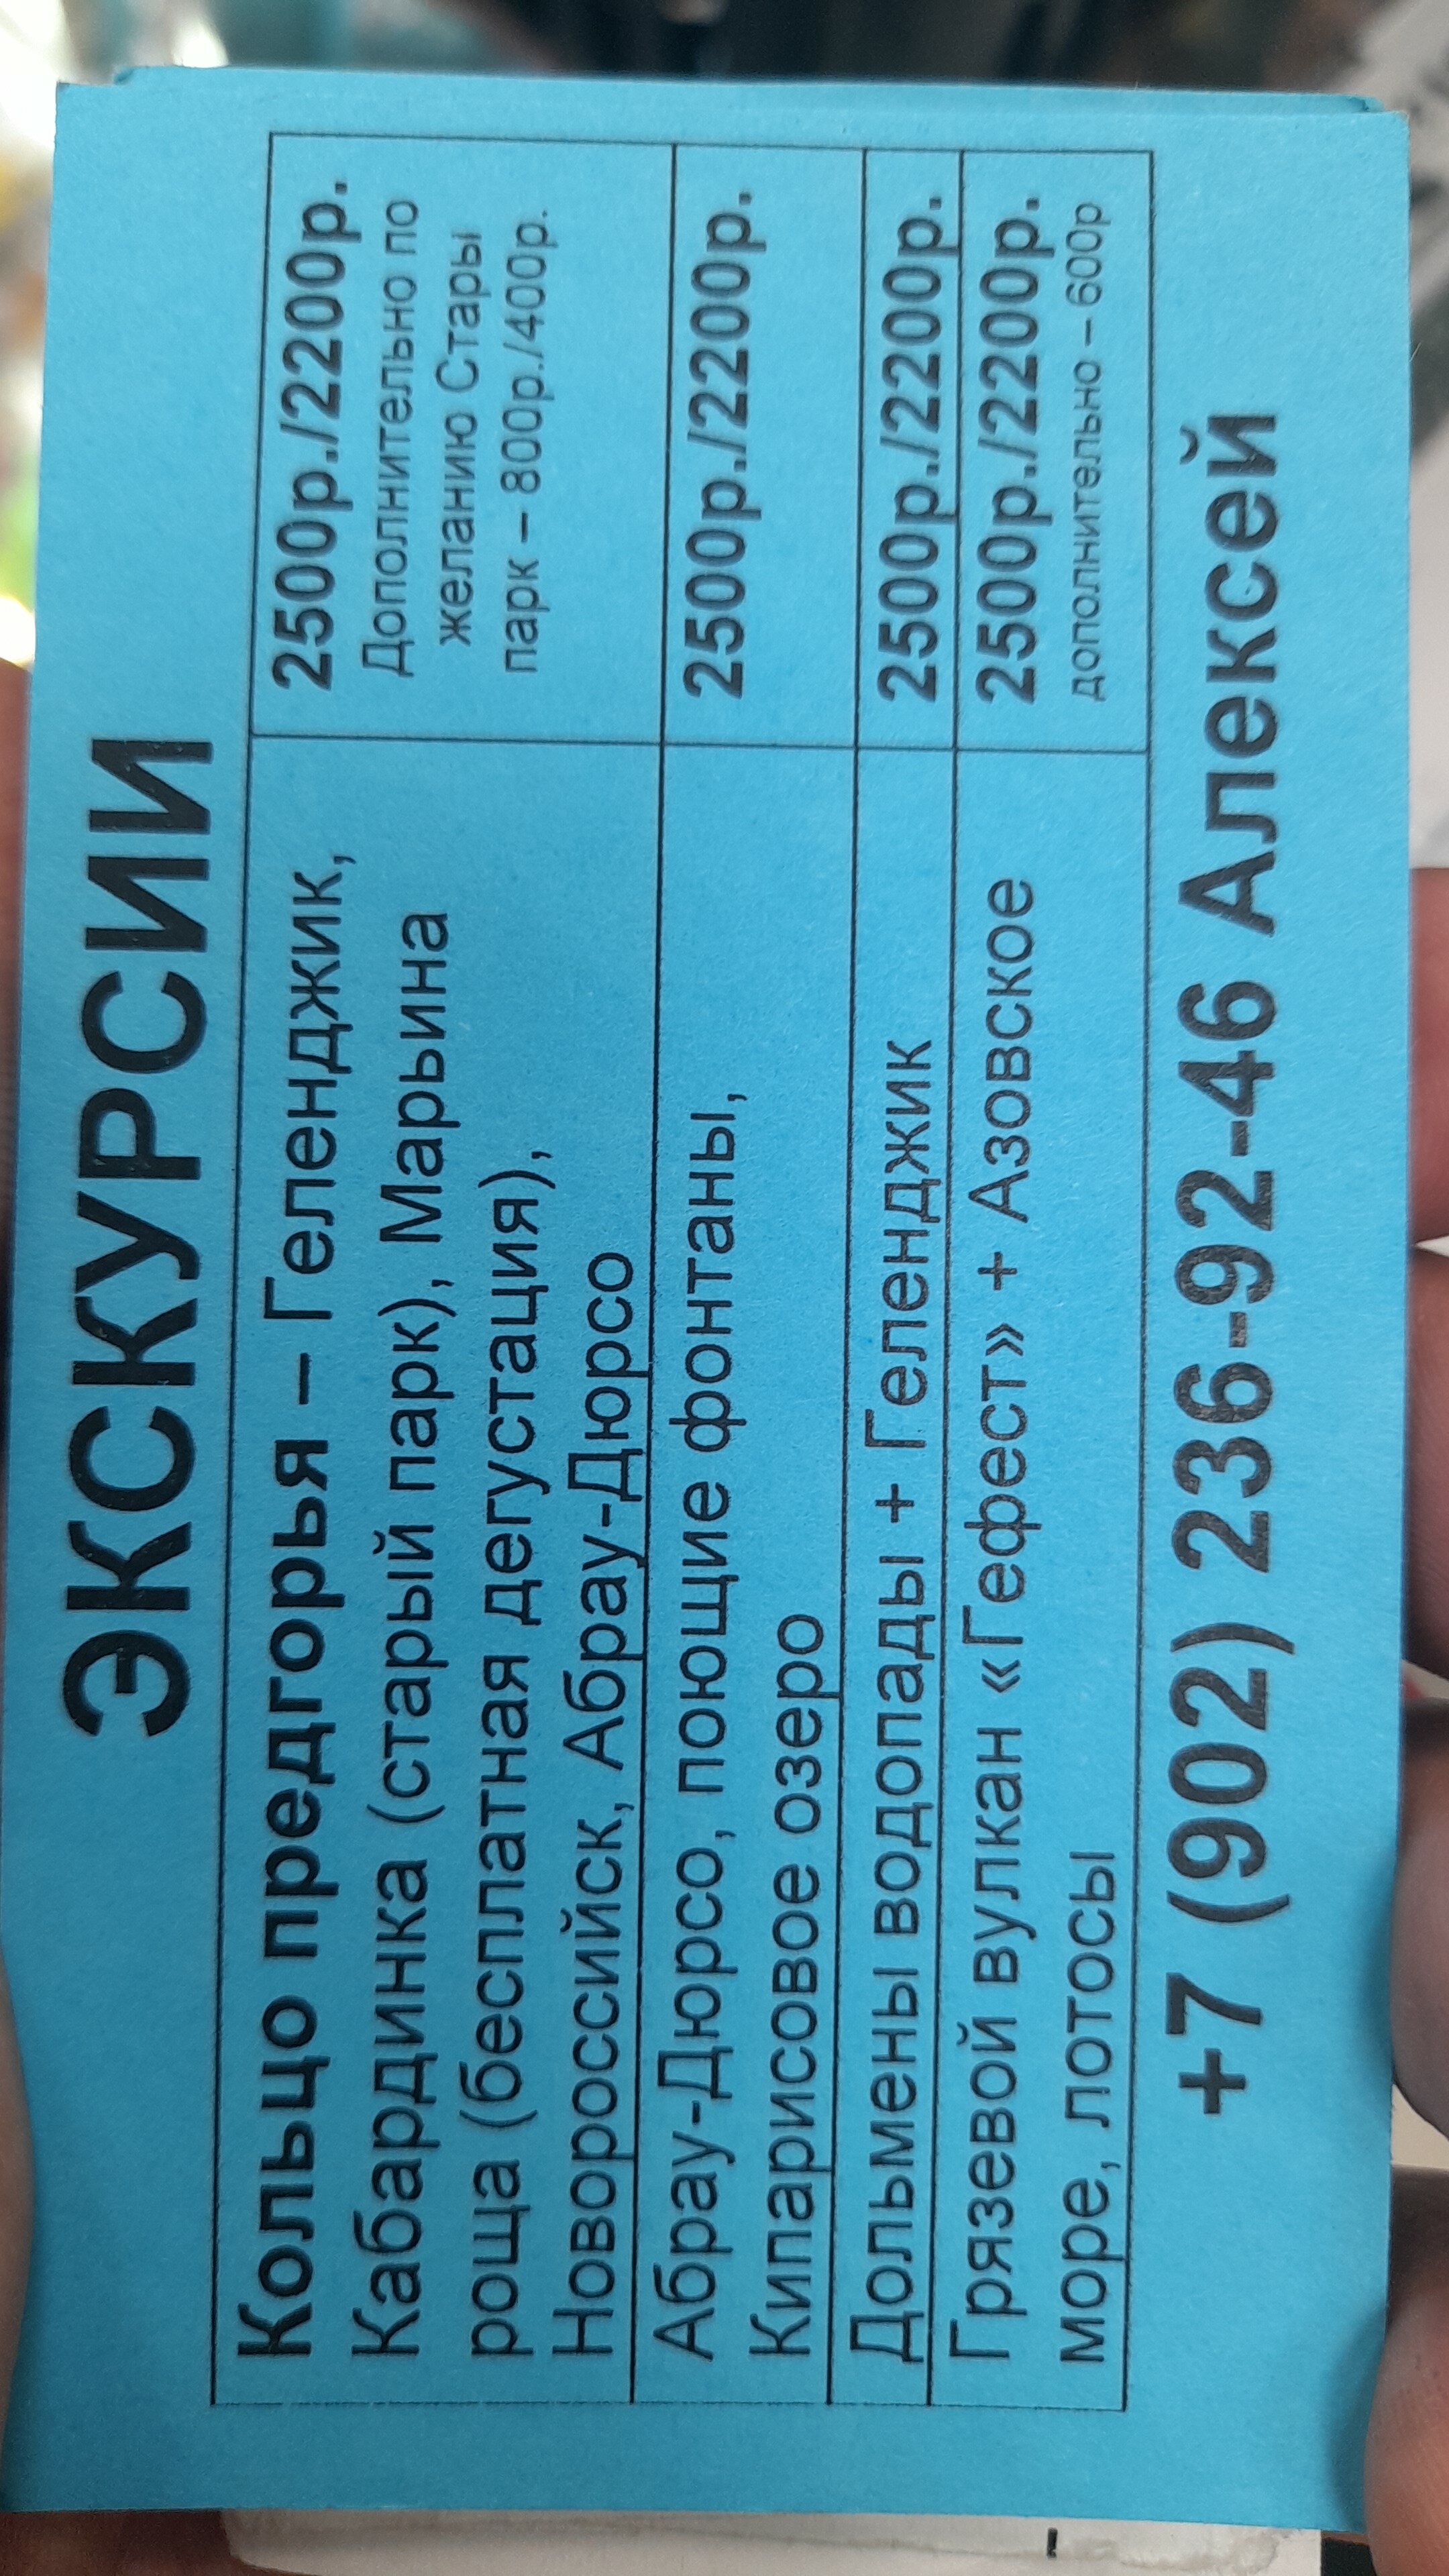 ЭКСКУРСИИ
Кольцо предгорья – Геленджик,
Кабардинка (старый парк), Марьина
роща (бесплатная дегустация),
Новороссийск, Абрау-Дюрсо
2500р./2200р.
Дополнительно по
желанию Стары
парк – 800р./400р.
Абрау-Дюрсо, поющие фонтаны,
Кипарисовое озеро
2500р./2200р.
Дольмены водопады + Геленджик
2500р./2200р.
Грязевой вулкан «Гефест» + Азовское
море, лотосы
2500р./2200р.
дополнительно – 600р
+7 (902) 236-92-46 Алексей